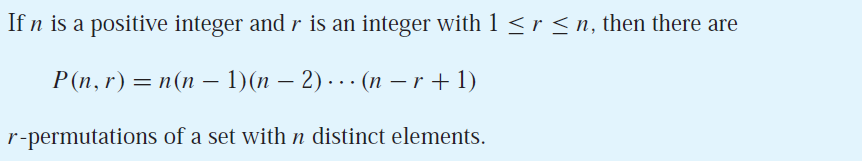 If n is a positive integer and r is an integer with 1 ≤ r ≤ n, then there are
P(n, r) = n(n − 1)(n − 2) · · · (n − r + 1)
r-permutations of a set with n distinct elements.